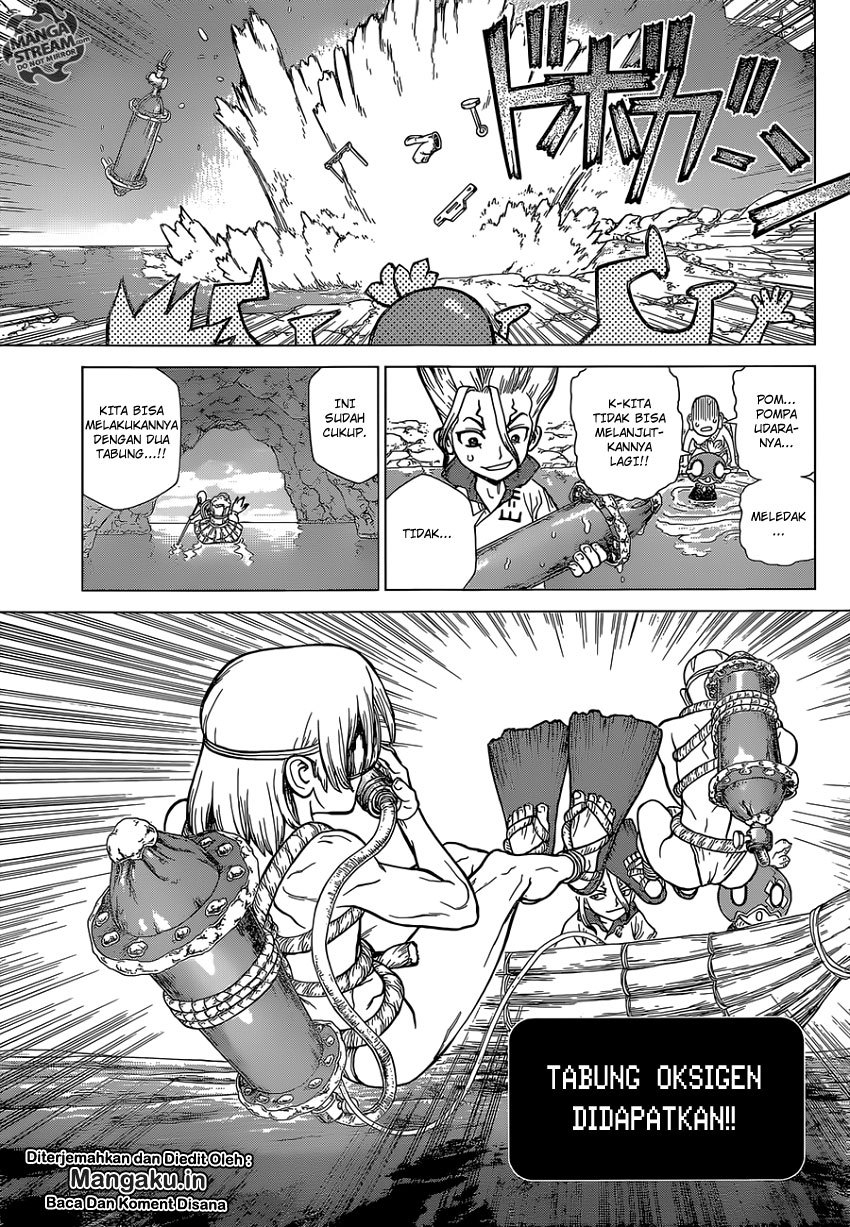 MANGA
STREAM.com
DO NOT MIRROR
ドボガーン
POM...
POMPA
UDARA-
NYA...
MELEDAK
...
K-KITA
TIDAK BISA
MELANJUT-
KANNYA
LAGI!!
TIDAK...
INI
SUDAH
CUKUP.
KITA BISA
MELAKUKANNYA
DENGAN DUA
TABUNG...!!
TABUNG OKSIGEN
DIDAPATKAN!!
Diterjemahkan dan Diedit Oleh :
Mangaku.in
Baca Dan Koment Disana